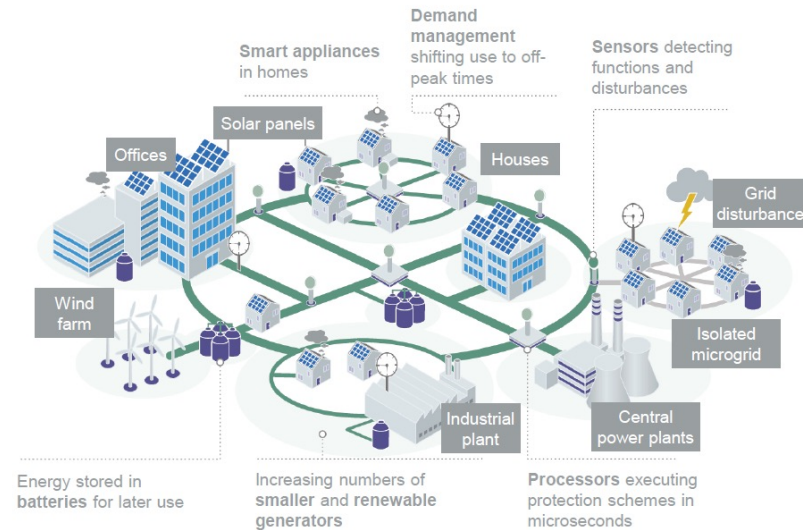 Demand
management
shifting use to off-
peak times
Smart appliances
in homes
Sensors detecting
functions and
disturbances
Solar panels
Offices
Houses
Grid
disturbance
Wind
farm
Isolated
microgrid
Industrial
plant
Central
power plants
Energy stored in
batteries for later use
Increasing numbers of
smaller and renewable
generators
Processors executing
protection schemes in
microseconds